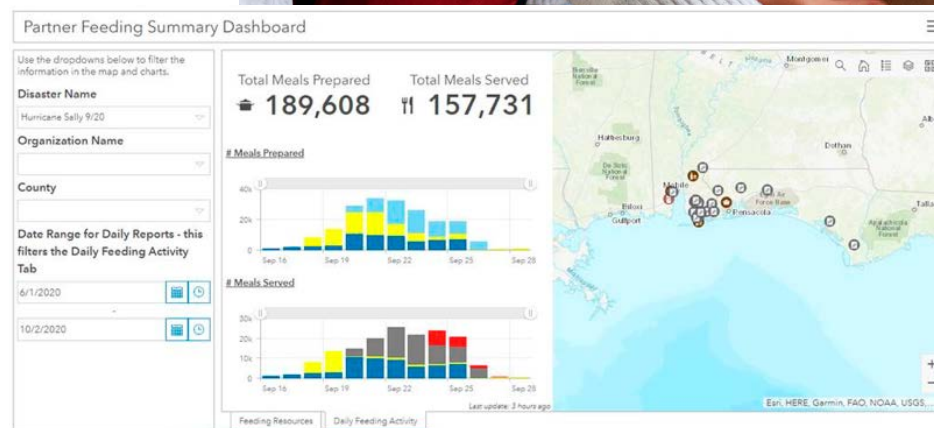 Partner Feeding Summary Dashboard
Use the dropdowns below to filter the
information in the map and charts.
Disaster Name
Hurricane Sally 9/20
Organization Name
County
Date Range for Daily Reports - this
filters the Daily Feeding Activity
Tab
6/1/2020
-
10/2/2020
Total Meals Prepared
189,608
Total Meals Served
157,731
# Meals Prepared
40k
20k
0
Sep 16 Sep 19 Sep 22 Sep 25 Sep 28
# Meals Served
30k
20k
10k
0
Sep 16 Sep 19 Sep 22 Sep 25 Sep 28
Last update: 3 hours ago
Feeding Resources Daily Feeding Activity
Hattiesburg
Dothan
Mobile
Biloxi
Gulfport
Pensacola
Esri, HERE, Garmin, FAO, NOAA, USGS,...